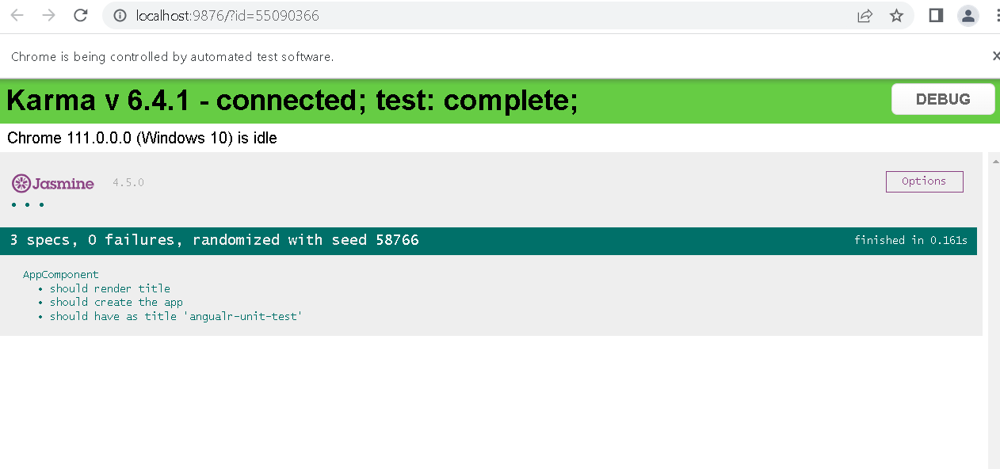 localhost:9876/?id=55090366
Chrome is being controlled by automated test software.
Karma v 6.4.1 - connected; test: complete;
DEBUG
Chrome 111.0.0.0 (Windows 10) is idle
Jasmine 4.5.0
Options
• • •
3 specs, 0 failures, randomized with seed 58766
finished in 0.161s
AppComponent
• should render title
• should create the app
• should have as title 'angualr-unit-test'